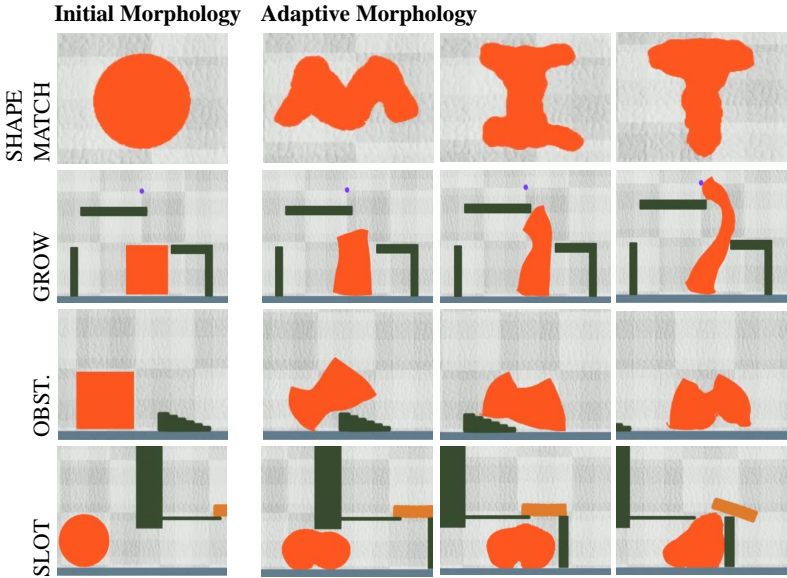 Initial Morphology Adaptive Morphology
SHAPE
MATCH
GROW
OBST.
SLOT